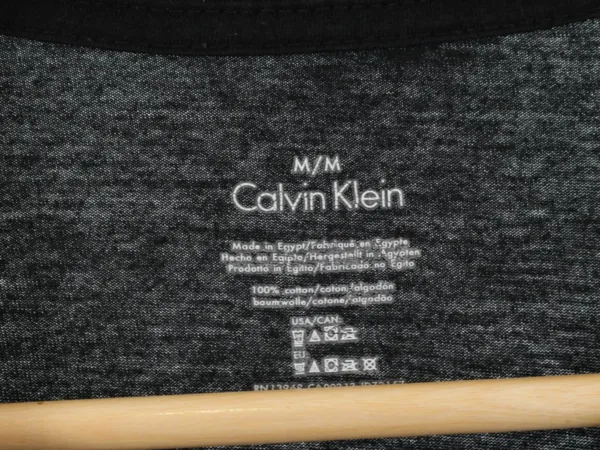 M/M
Calvin Klein
Made in Egypt/Fabriqué en Egypte
Hecho en Egipto/Hergestellt in Ägypten
Prodotto in Egitto/Fabricado no Egito
100% cotton/coton/algodón
baumwolle/cotone/algodão
USA/CAN:
EU: